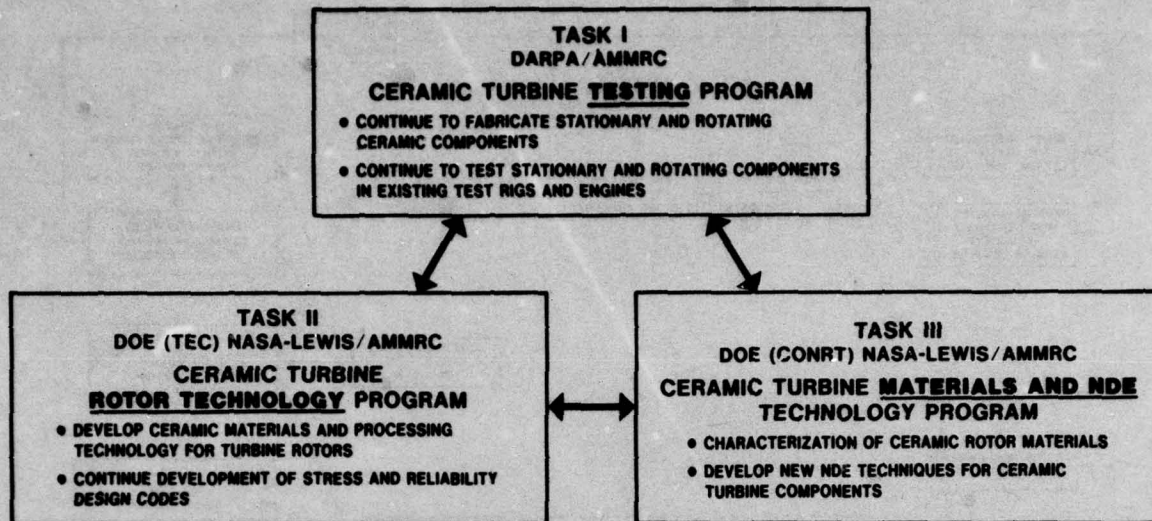 TASK I
DARPA/AMMRC
CERAMIC TURBINE TESTING PROGRAM
• CONTINUE TO FABRICATE STATIONARY AND ROTATING
CERAMIC COMPONENTS
• CONTINUE TO TEST STATIONARY AND ROTATING COMPONENTS
IN EXISTING TEST RIGS AND ENGINES
TASK II
DOE (TEC) NASA-LEWIS/AMMRC
CERAMIC TURBINE
ROTOR TECHNOLOGY PROGRAM
• DEVELOP CERAMIC MATERIALS AND PROCESSING
TECHNOLOGY FOR TURBINE ROTORS
• CONTINUE DEVELOPMENT OF STRESS AND RELIABILITY
DESIGN CODES
TASK III
DOE (CONRT) NASA-LEWIS/AMMRC
CERAMIC TURBINE MATERIALS AND NDE
TECHNOLOGY PROGRAM
• CHARACTERIZATION OF CERAMIC ROTOR MATERIALS
• DEVELOP NEW NDE TECHNIQUES FOR CERAMIC
TURBINE COMPONENTS